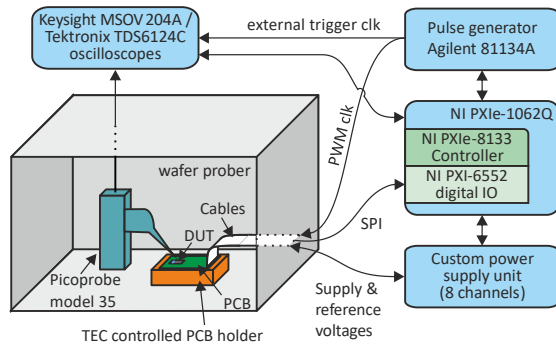 Keysight MSOV 204A /
Tektronix TDS6124C
oscilloscopes
external trigger clk
Pulse generator
Agilent 81134A
PWM clk
NI PXIe-1062Q
NI PXIe-8133
Controller
NI PXI-6552
digital IO
wafer prober
Cables
DUT
SPI
Picoprobe
model 35
PCB
TEC controlled PCB holder
Supply &
reference
voltages
Custom power
supply unit
(8 channels)